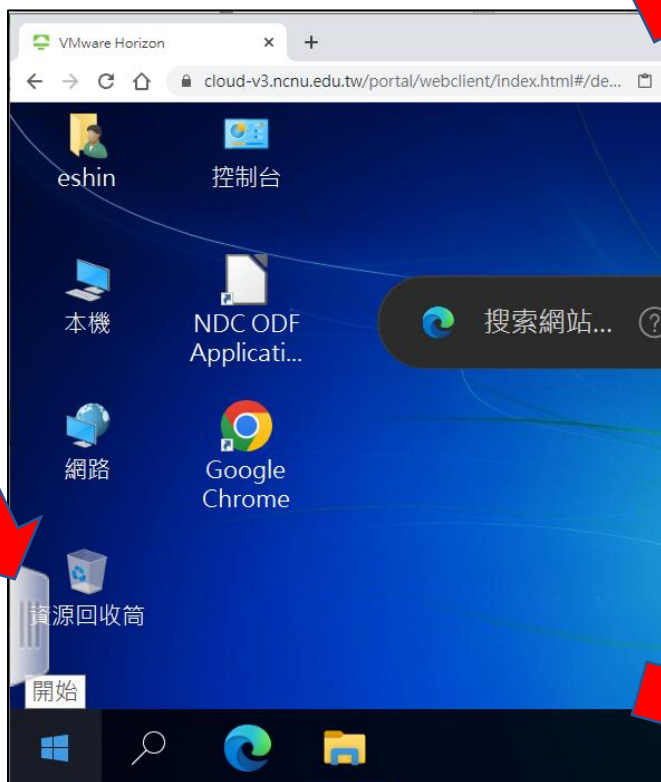 VMware Horizon
cloud-v3.ncnu.edu.tw/portal/webclient/index.html#/de...
eshin
控制台
本機
NDC ODF
Applicati...
搜索網站...
網路
Google
Chrome
資源回收筒
開始